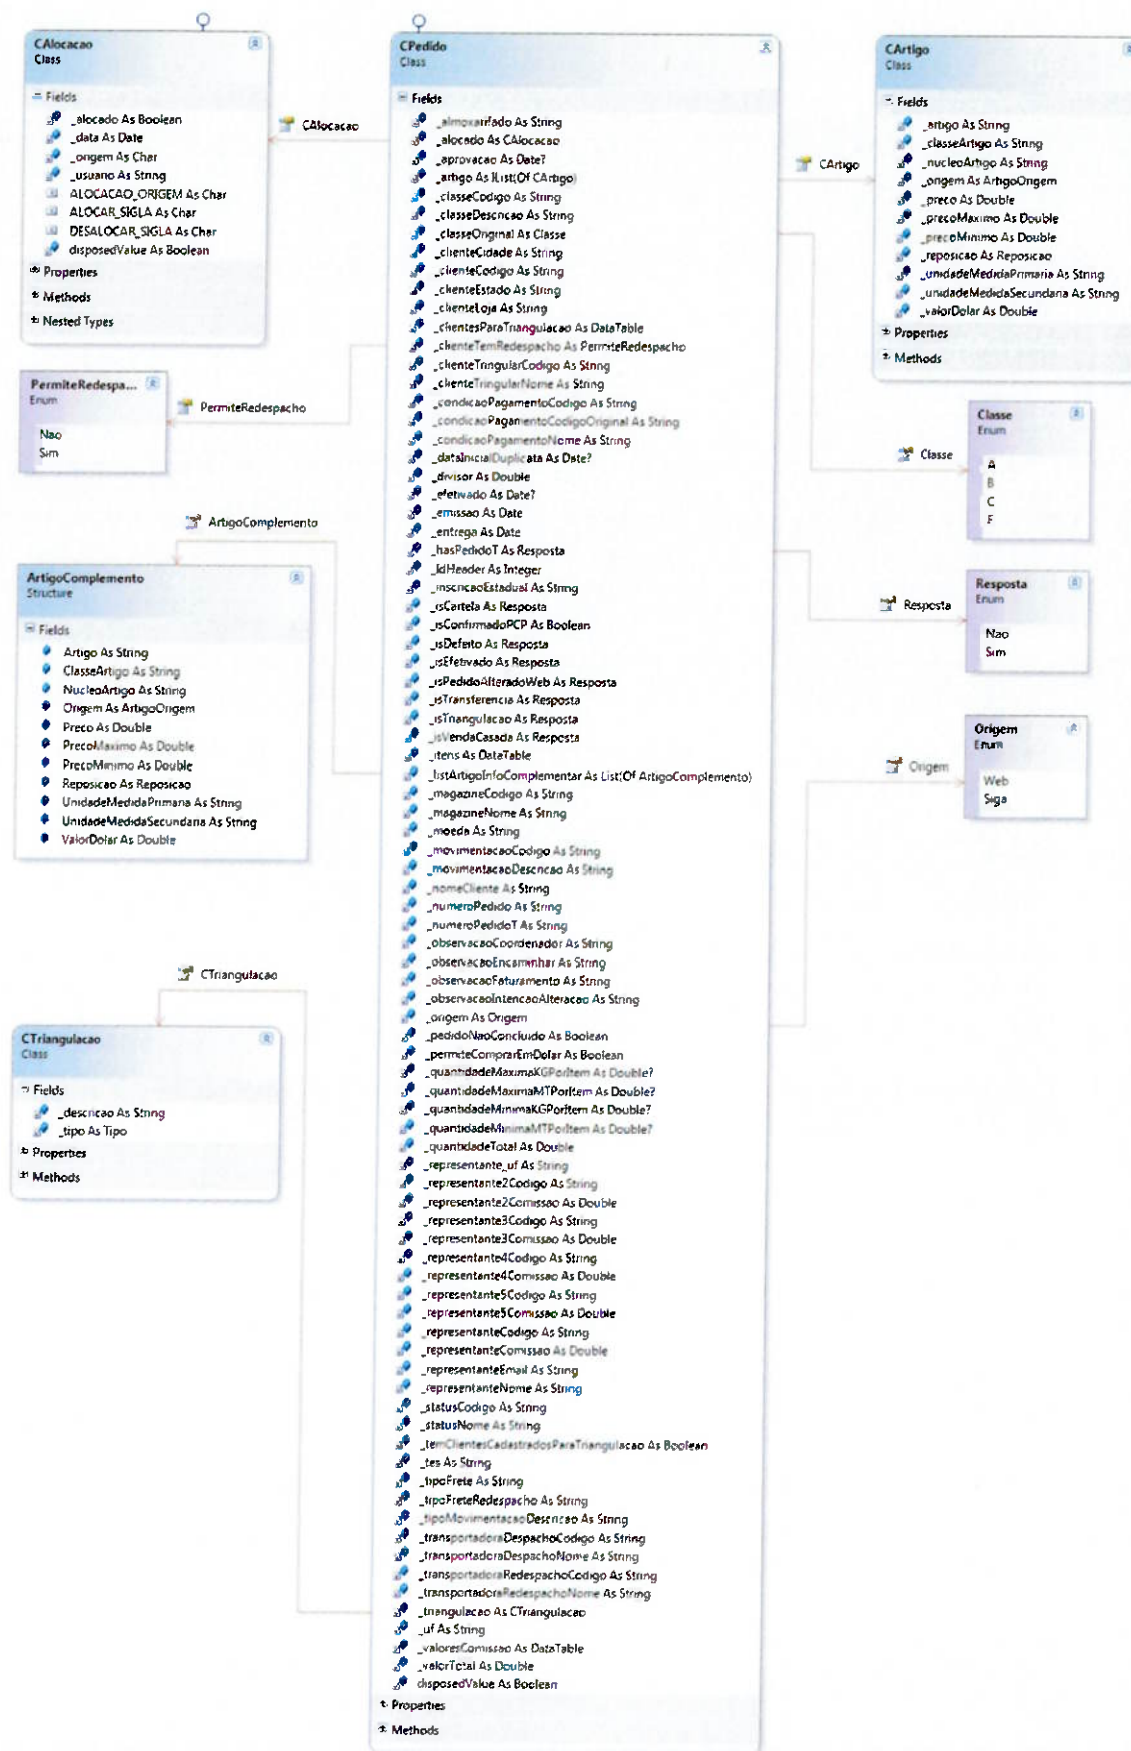 CAlocacao
Class
Fields
_alocado As Boolean
_data As Date
_origem As Char
_usuario As String
ALOCACAO_ORIGEM As Char
ALOCAR_SIGLA As Char
DESALOCAR_SIGLA As Char
disposedValue As Boolean
Properties
Methods
Nested Types
CAlocacao
PermiteRedespa...
Enum
Nao
Sim
PermiteRedespacho
ArtigoComplemento
ArtigoComplemento
Structure
Fields
Artigo As String
ClasseArtigo As String
NucleoArtigo As String
Origem As ArtigoOrigem
Preco As Double
PrecoMaximo As Double
PrecoMinimo As Double
Reposicao As Reposicao
UnidadeMedidaPrimaria As String
UnidadeMedidaSecundaria As String
ValorDolar As Double
CTriangulacao
CTriangulacao
Class
Fields
_descricao As String
_tipo As Tipo
Properties
Methods
CPedido
Class
Fields
_almoxarifado As String
_alocado As CAlocacao
_aprovacao As Date?
_artigo As IList(Of CArtigo)
_classeCodigo As String
_classeDescricao As String
_classeOriginal As Classe
_clienteCidade As String
_clienteCodigo As String
_clienteEstado As String
_clienteLoja As String
_clientesParaTriangulacao As DataTable
_clienteTemRedespacho As PermiteRedespacho
_clienteTringularCodigo As String
_clienteTringularNome As String
_condicaoPagamentoCodigo As String
_condicaoPagamentoCodigoOriginal As String
_condicaoPagamentoNome As String
_dataInicialDuplicata As Date?
_divisor As Double
_efetivado As Date?
_emissao As Date
_entrega As Date
_hasPedidoT As Resposta
_IdHeader As Integer
_inscricaoEstadual As String
_isCartela As Resposta
_isConfirmadoPCP As Boolean
_isDefeito As Resposta
_isEfetivado As Resposta
_isPedidoAlteradoWeb As Resposta
_isTransferencia As Resposta
_isTriangulacao As Resposta
_isVendaCasada As Resposta
_itens As DataTable
_listArtigoInfoComplementar As List(Of ArtigoComplemento)
_magazineCodigo As String
_magazineNome As String
_moeda As String
_movimentacaoCodigo As String
_movimentacaoDescricao As String
_nomeCliente As String
_numeroPedido As String
_numeroPedidoT As String
_observacaoCoordenador As String
_observacaoEncaminhar As String
_observacaoFaturamento As String
_observacaoIntencaoAlteracao As String
_origem As Origem
_pedidoNaoConcluido As Boolean
_permiteComprarEmDolar As Boolean
_quantidadeMaximaKGPorItem As Double?
_quantidadeMaximaMTPorItem As Double?
_quantidadeMinimaKGPorItem As Double?
_quantidadeMinimaMTPorItem As Double?
_quantidadeTotal As Double
_representante_uf As String
_representante2Codigo As String
_representante2Comissao As Double
_representante3Codigo As String
_representante3Comissao As Double
_representante4Codigo As String
_representante4Comissao As Double
_representante5Codigo As String
_representante5Comissao As Double
_representanteCodigo As String
_representanteComissao As Double
_representanteEmail As String
_representanteNome As String
_statusCodigo As String
_statusNome As String
_temClientesCadastradosParaTriangulacao As Boolean
_tes As String
_tipoFrete As String
_tipoFreteRedespacho As String
_tipoMovimentacaoDescricao As String
_transportadoraDespachoCodigo As String
_transportadoraDespachoNome As String
_transportadoraRedespachoCodigo As String
_transportadoraRedespachoNome As String
_triangulacao As CTriangulacao
_uf As String
_valoresComissao As DataTable
_valorTotal As Double
disposedValue As Boolean
Properties
Methods
CArtigo
CArtigo
Class
Fields
_artigo As String
_classeArtigo As String
_nucleoArtigo As String
_origem As ArtigoOrigem
_preco As Double
_precoMaximo As Double
_precoMinimo As Double
_reposicao As Reposicao
_unidadeMedidaPrimaria As String
_unidadeMedidaSecundaria As String
_valorDolar As Double
Properties
Methods
Classe
Classe
Enum
A
B
C
F
Resposta
Resposta
Enum
Nao
Sim
Origem
Origem
Enum
Web
Siga